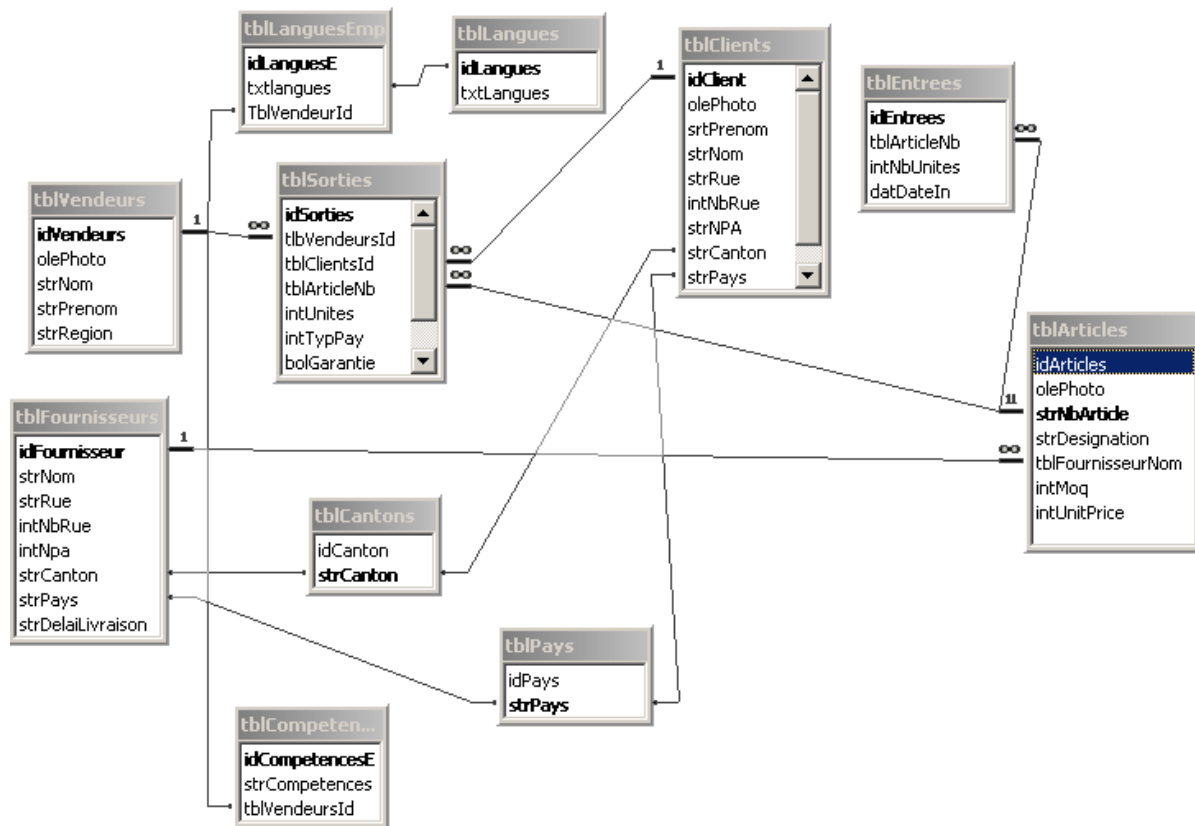 tblLanguesEmp
idLanguesE
txtlangues
TblVendeurId
tblLangues
idLangues
txtLangues
tblClients
idClient
olePhoto
srtPrenom
strNom
strRue
intNbRue
strNPA
strCanton
strPays
tblEntrees
idEntrees
tblArticleNb
intNbUnites
datDateIn
tblVendeurs
idVendeurs
olePhoto
strNom
strPrenom
strRegion
tblSorties
idSorties
tlbVendeursId
tblClientsId
tblArticleNb
intUnites
intTypPay
bolGarantie
tblArticles
idArticles
olePhoto
strNbArticle
strDesignation
tblFournisseurNom
intMoq
intUnitPrice
tblFournisseurs
idFournisseur
strNom
strRue
intNbRue
intNpa
strCanton
strPays
strDelaiLivraison
tblCantons
idCanton
strCanton
tblPays
idPays
strPays
tblCompeten...
idCompetencesE
strCompetences
tblVendeursId
1
∞
1
∞
∞
∞
11
1
∞